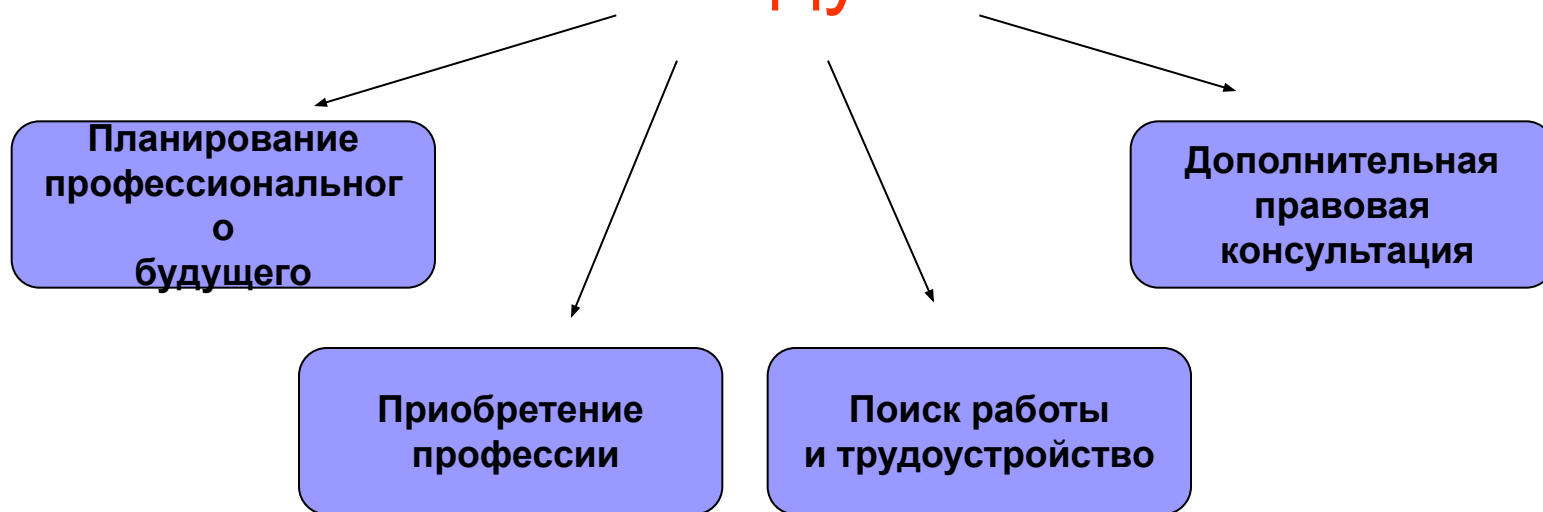 Планирование
профессиональног
о
будущего
Дополнительная
правовая
консультация
Приобретение
профессии
Поиск работы
и трудоустройство